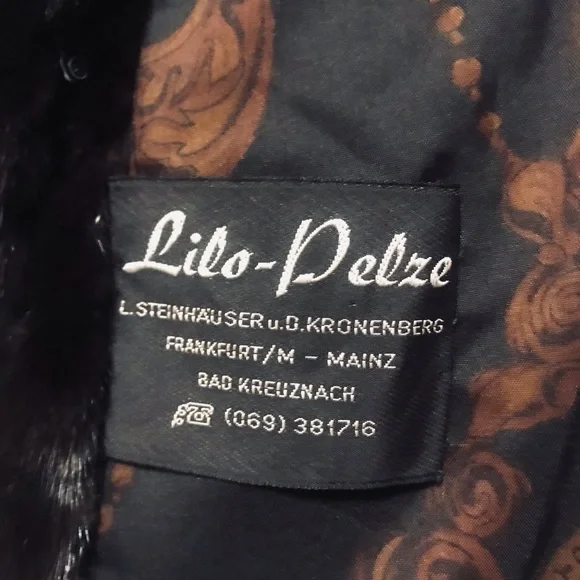 Lilo-Pelze
L.STEINHÄUSER u.D.KRONENBERG
FRANKFURT/M - MAINZ
BAD KREUZNACH
☏ (069) 381716